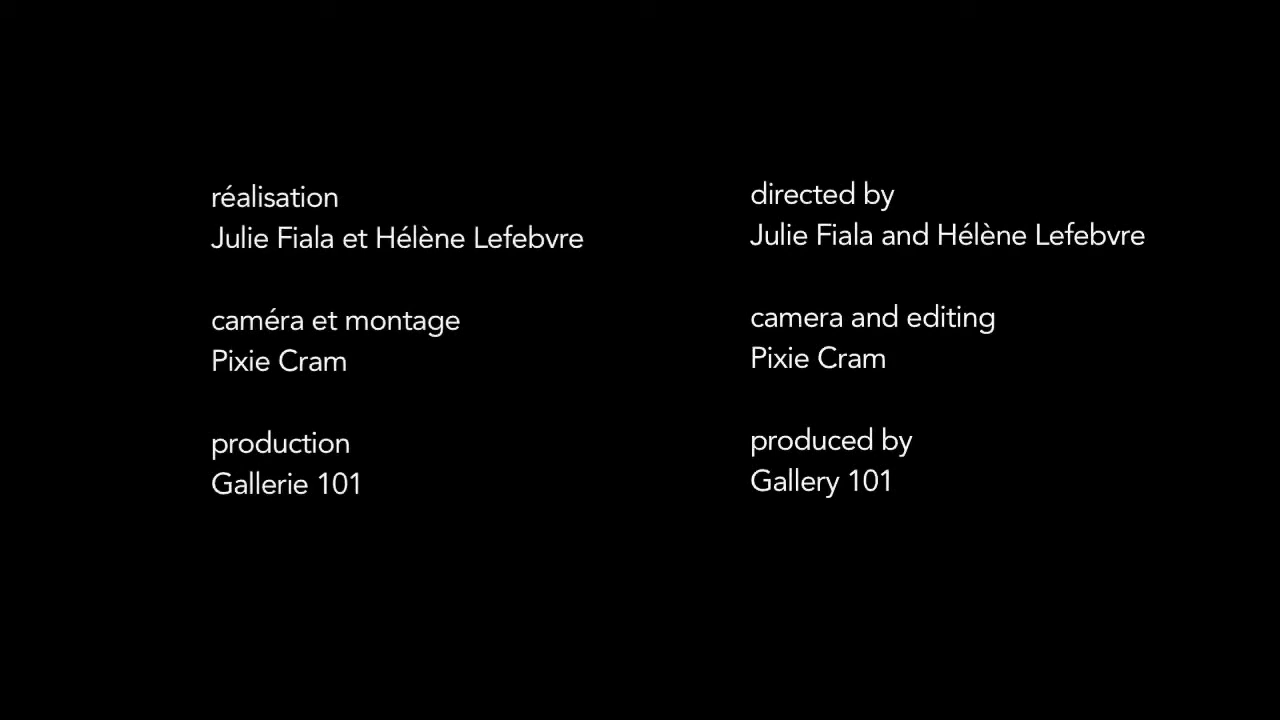 réalisation
Julie Fiala et Hélène Lefebvre
caméra et montage
Pixie Cram
production
Gallerie 101
directed by
Julie Fiala and Hélène Lefebvre
camera and editing
Pixie Cram
produced by
Gallery 101